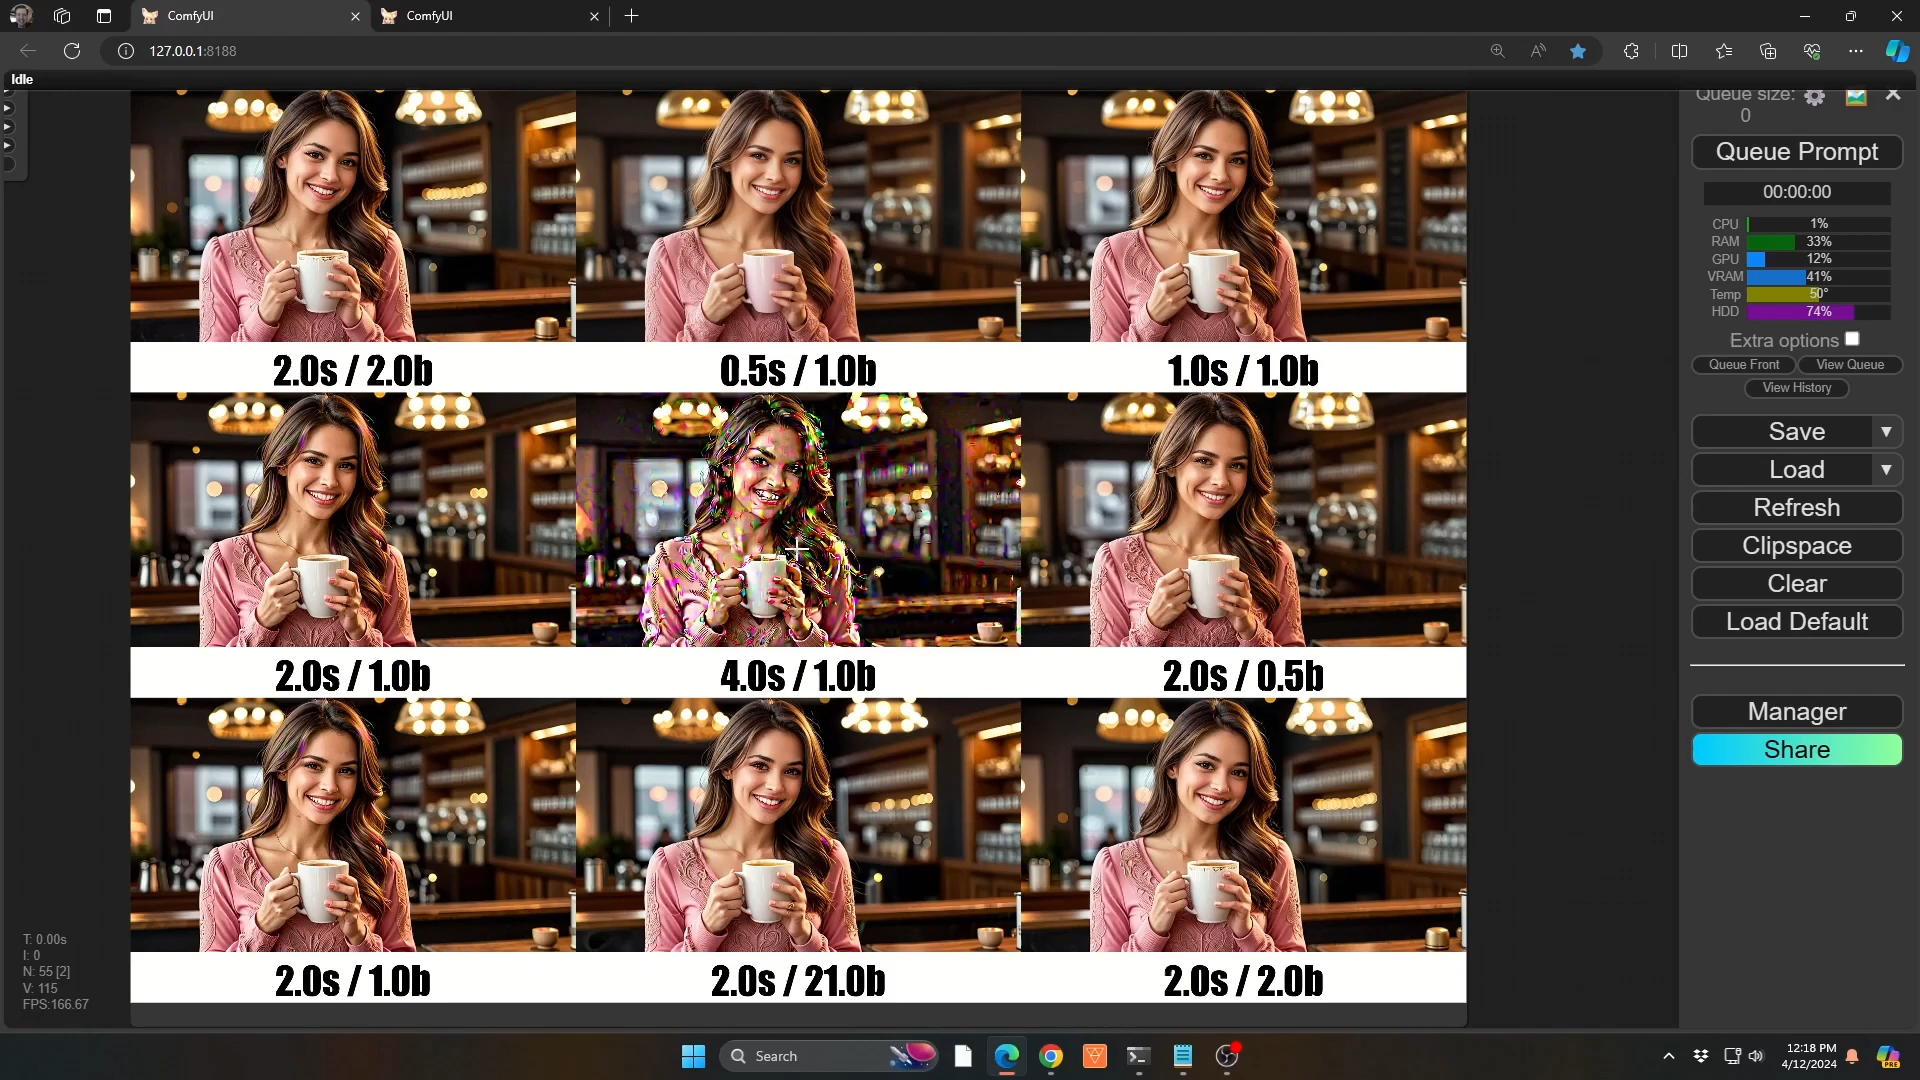 ComfyUI
ComfyUI
127.0.0.1:8188
Idle
Queue size:
0
Queue Prompt
00:00:00
CPU 1%
RAM 33%
GPU 12%
VRAM 41%
Temp 50°
HDD 74%
Extra options
Queue Front View Queue
View History
Save
Load
Refresh
Clipspace
Clear
Load Default
Manager
Share
2.0s / 2.0b 0.5s / 1.0b 1.0s / 1.0b
2.0s / 1.0b 4.0s / 1.0b 2.0s / 0.5b
2.0s / 1.0b 2.0s / 21.0b 2.0s / 2.0b
T: 0.00s
I: 0
N: 55 [2]
V: 115
FPS:166.67
Search
12:18 PM
4/12/2024
PRE